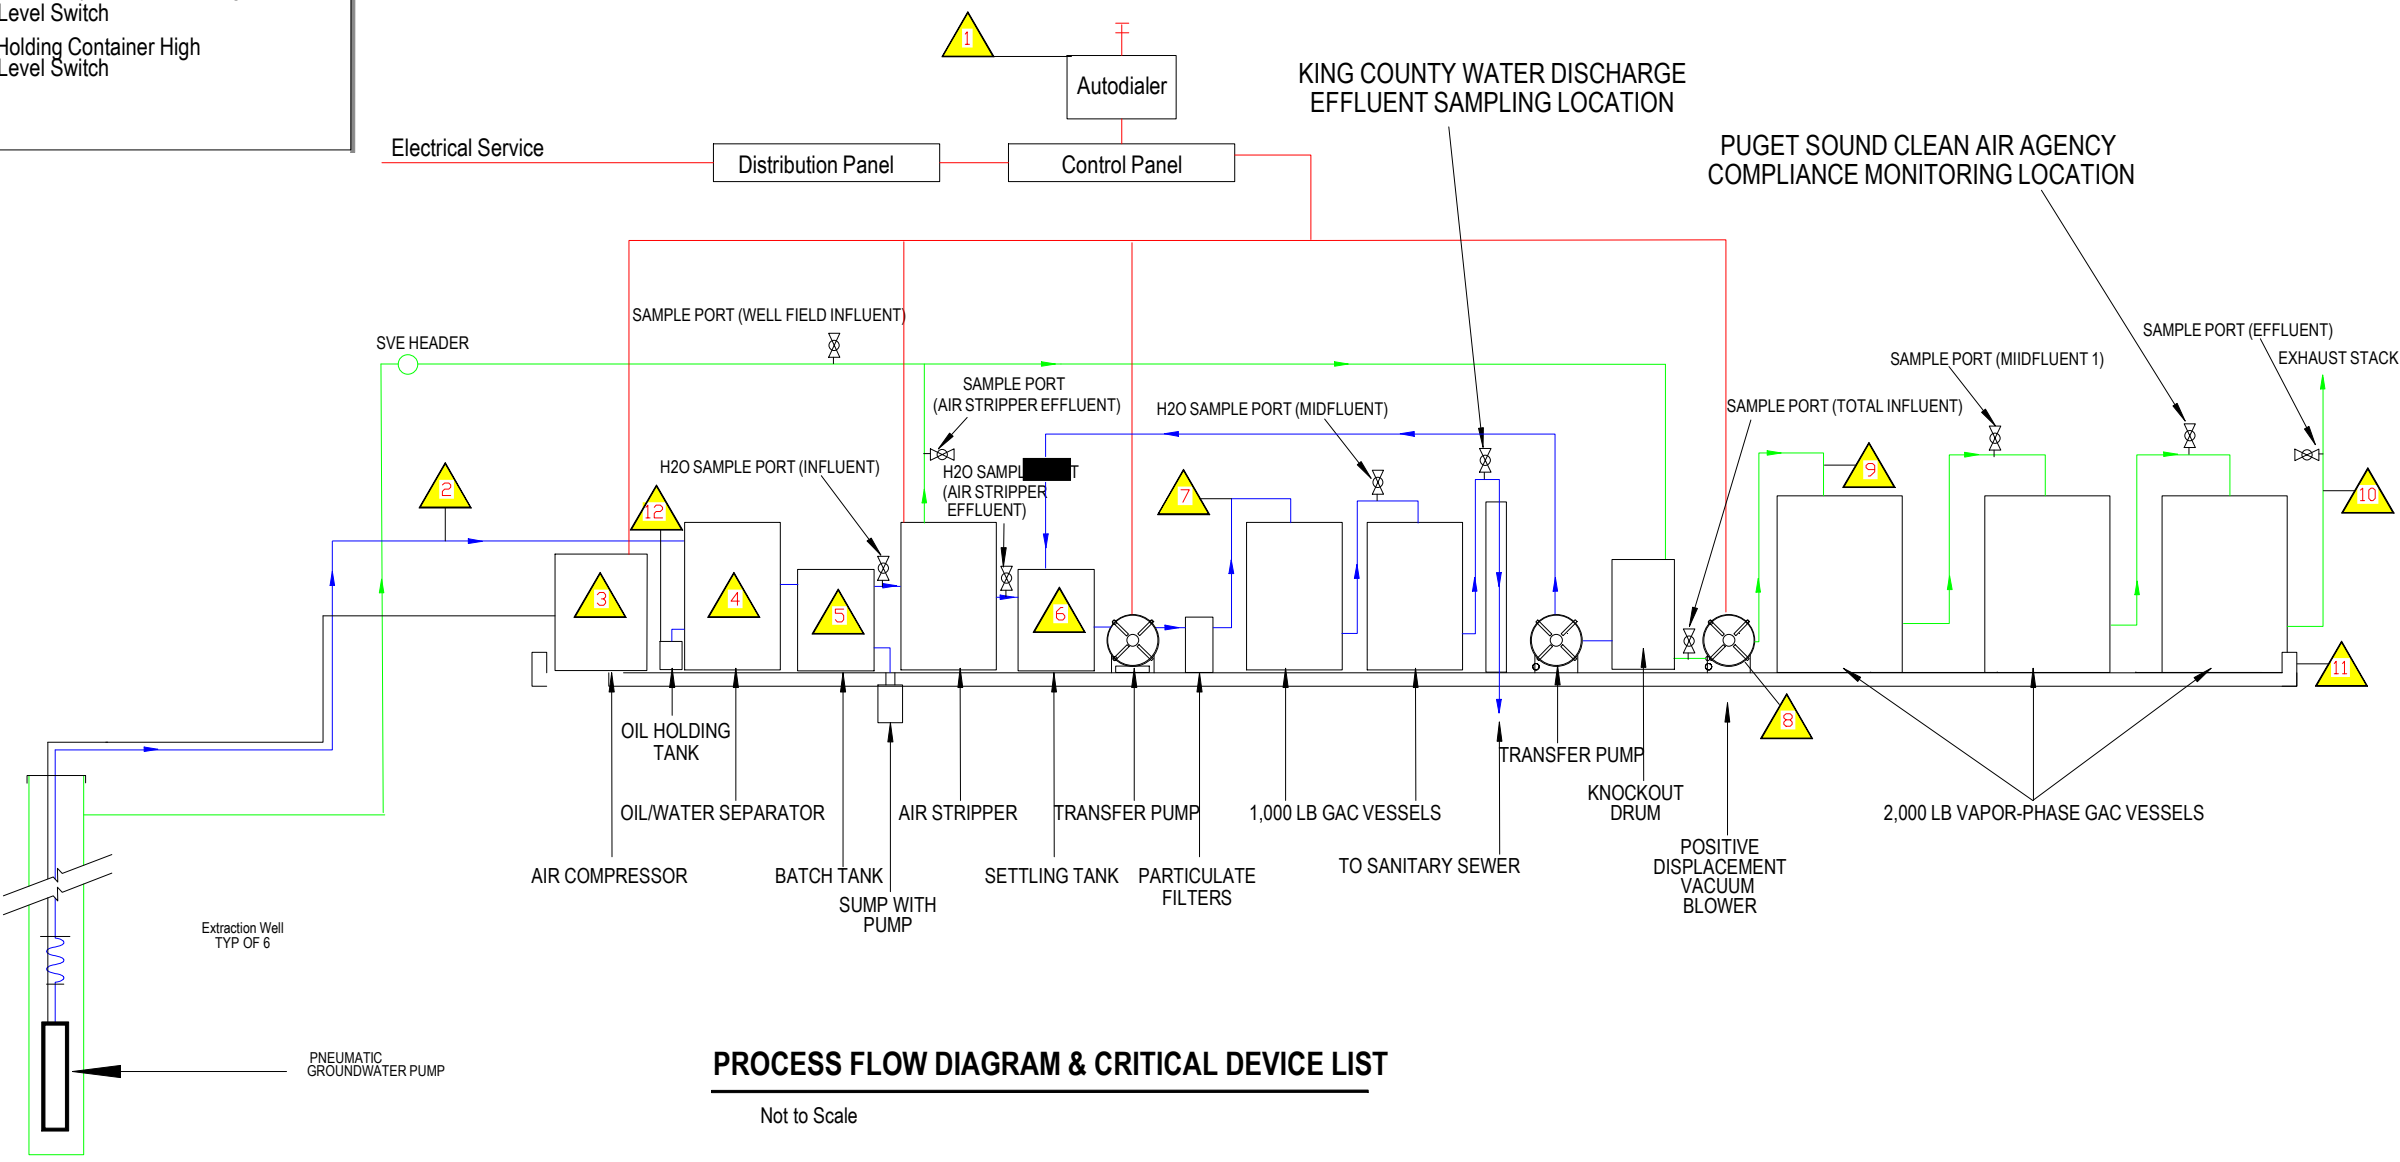 Level Switch
Holding Container High
Level Switch
1
Autodialer
KING COUNTY WATER DISCHARGE
EFFLUENT SAMPLING LOCATION
Electrical Service
Distribution Panel
Control Panel
PUGET SOUND CLEAN AIR AGENCY
COMPLIANCE MONITORING LOCATION
SAMPLE PORT (WELL FIELD INFLUENT)
SVE HEADER
SAMPLE PORT (EFFLUENT)
EXHAUST STACK
SAMPLE PORT (MIIDFLUENT 1)
SAMPLE PORT
(AIR STRIPPER EFFLUENT)
H2O SAMPLE PORT (MIDFLUENT)
SAMPLE PORT (TOTAL INFLUENT)
H2O SAMPLE PORT (INFLUENT)
H2O SAMPL T
(AIR STRIPPER
EFFLUENT)
2
12
7
9
10
3
4
5
6
11
8
OIL HOLDING
TANK
TRANSFER PUMP
KNOCKOUT
DRUM
OIL/WATER SEPARATOR
AIR STRIPPER
TRANSFER PUMP
1,000 LB GAC VESSELS
2,000 LB VAPOR-PHASE GAC VESSELS
POSITIVE
DISPLACEMENT
VACUUM
BLOWER
AIR COMPRESSOR
BATCH TANK
SETTLING TANK
PARTICULATE
FILTERS
TO SANITARY SEWER
SUMP WITH
PUMP
Extraction Well
TYP OF 6
PNEUMATIC
GROUNDWATER PUMP
PROCESS FLOW DIAGRAM & CRITICAL DEVICE LIST
Not to Scale